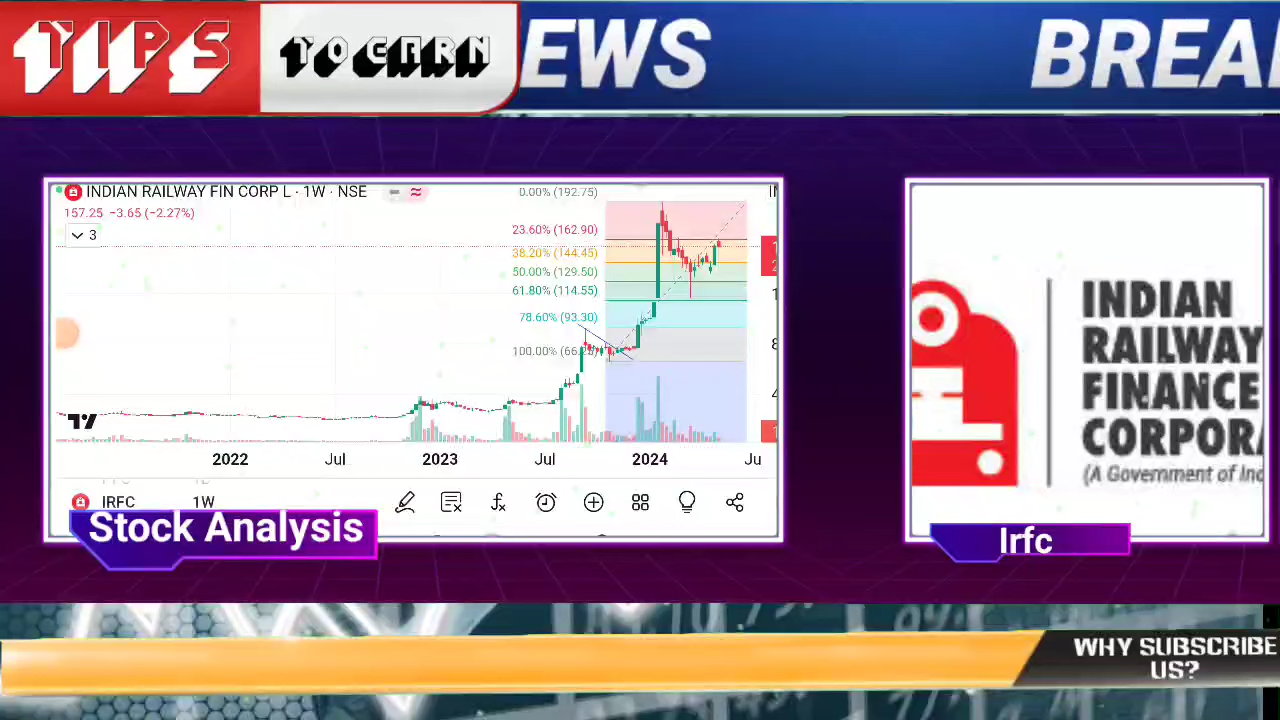 TIPS
TO EARN
EWS
BREA
INDIAN RAILWAY FIN CORP L · 1W · NSE
157.25 −3.65 (−2.27%)
3
0.00% (192.75)
23.60% (162.90)
38.20% (144.45)
50.00% (129.50)
61.80% (114.55)
78.60% (93.30)
100.00% (66.
2022
Jul
2023
Jul
2024
Ju
IRFC 1W
Stock Analysis
INDIAN
RAILWAY
FINANCE
CORPOR
(A Government of Ind
Irfc
WHY SUBSCRIBE
US?